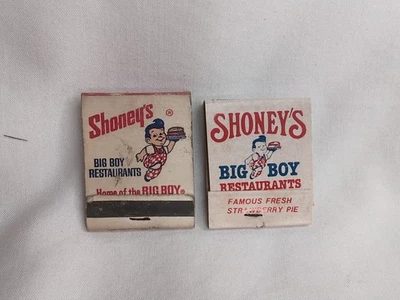 Shoney's ®
BIG BOY
RESTAURANTS
Home of the BIG BOY®
SHONEY'S
BIG BOY
RESTAURANTS
FAMOUS FRESH
STRAWBERRY PIE